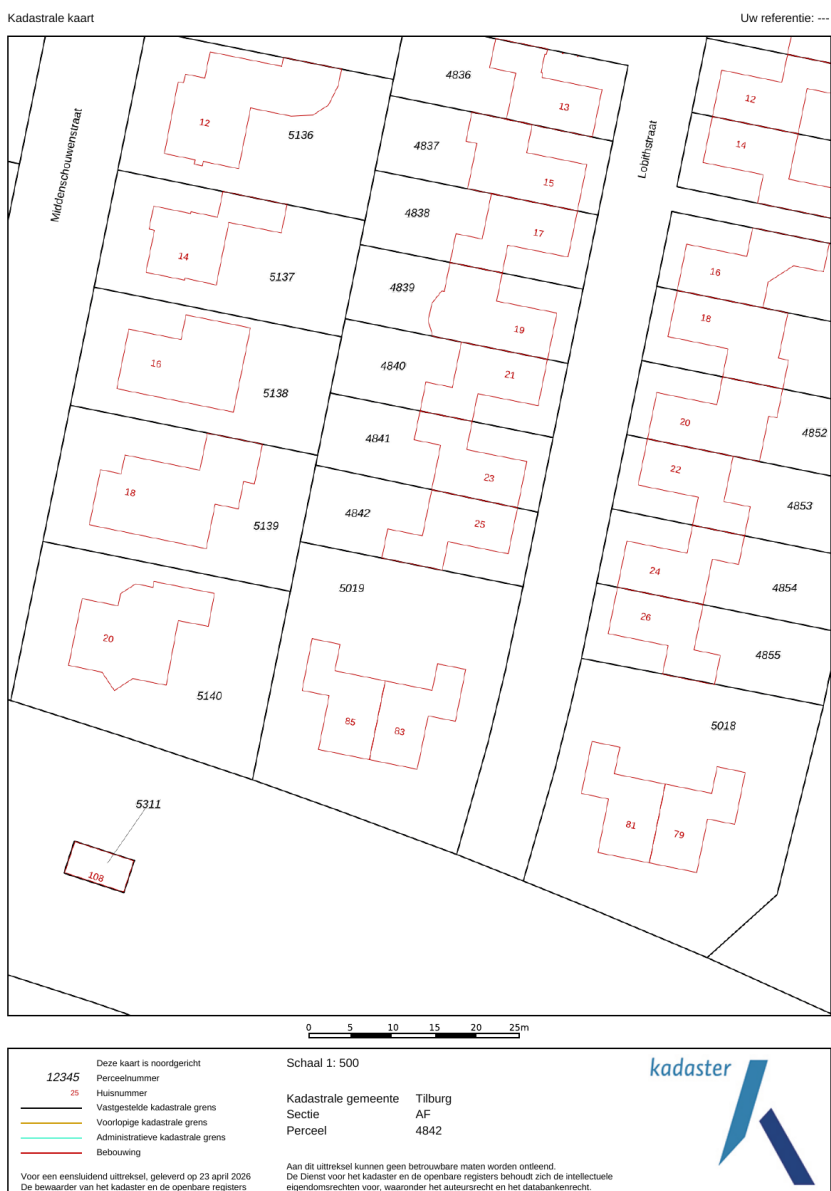 Kadastrale kaart
Uw referentie: ---
Middenschouwenstraat
Lobithstraat
12
5136
4836
13
12
14
4837
15
4838
17
14
5137
4839
19
16
18
16
5138
4840
21
20
4852
4841
23
22
4853
18
5139
4842
25
24
4854
5019
26
4855
20
5140
85
83
5018
81
79
5311
108
0 5 10 15 20 25m
Deze kaart is noordgericht
12345 Perceelnummer
25 Huisnummer
Vastgestelde kadastrale grens
Voorlopige kadastrale grens
Administratieve kadastrale grens
Bebouwing
Voor een eensluidend uittreksel, geleverd op 23 april 2026
De bewaarder van het kadaster en de openbare registers
Schaal 1: 500
Kadastrale gemeente Tilburg
Sectie AF
Perceel 4842
Aan dit uittreksel kunnen geen betrouwbare maten worden ontleend.
De Dienst voor het kadaster en de openbare registers behoudt zich de intellectuele
eigendomsrechten voor, waaronder het auteursrecht en het databankenrecht.
kadaster